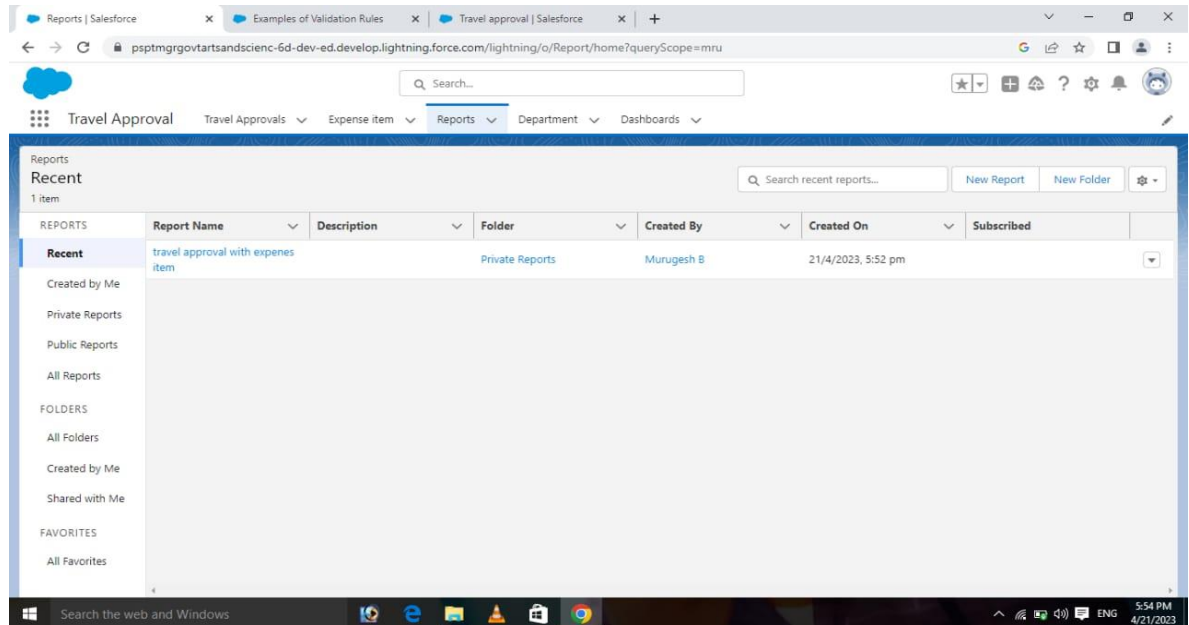 Reports | Salesforce Examples of Validation Rules Travel approval | Salesforce
psptmgrgovtartsandscienc-6d-dev-ed.develop.lightning.force.com/lightning/o/Report/home?queryScope=mru
Search...
Travel Approval Travel Approvals Expense item Reports Department Dashboards
Reports
Recent
1 item
Search recent reports...
New Report New Folder
REPORTS Report Name Description Folder Created By Created On Subscribed
Recent travel approval with expenes Private Reports Murugesh B 21/4/2023, 5:52 pm
item
Created by Me
Private Reports
Public Reports
All Reports
FOLDERS
All Folders
Created by Me
Shared with Me
FAVORITES
All Favorites
Search the web and Windows ENG 5:54 PM
4/21/2023